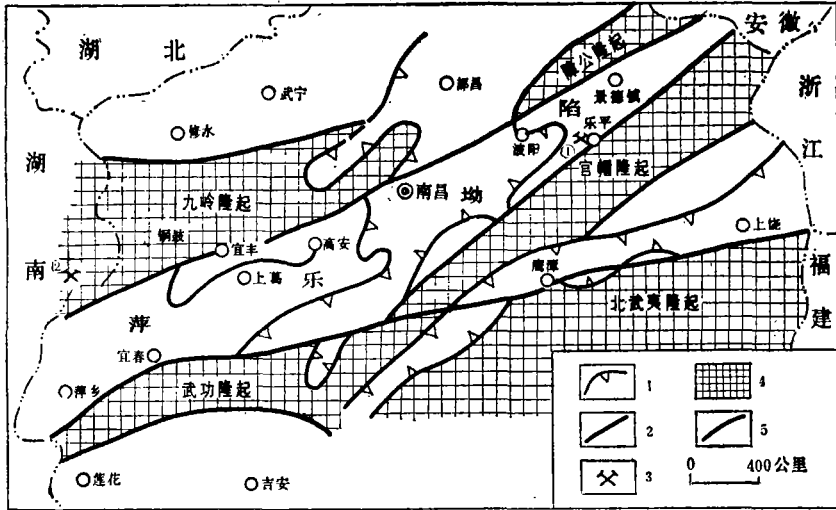 湖 北
安徽
浙江
湖南
福建
障公隆起
武宁
都昌
景德镇
修水
波阳
乐平
陷
①
官帽隆起
九岭隆起
南昌
坳
铜鼓
宜丰
高安
上饶
②
上葛
乐
鹰潭
北武夷隆起
萍
宜春
萍乡
武功隆起
莲花
吉安
1
4
2
5
3
0 400公里